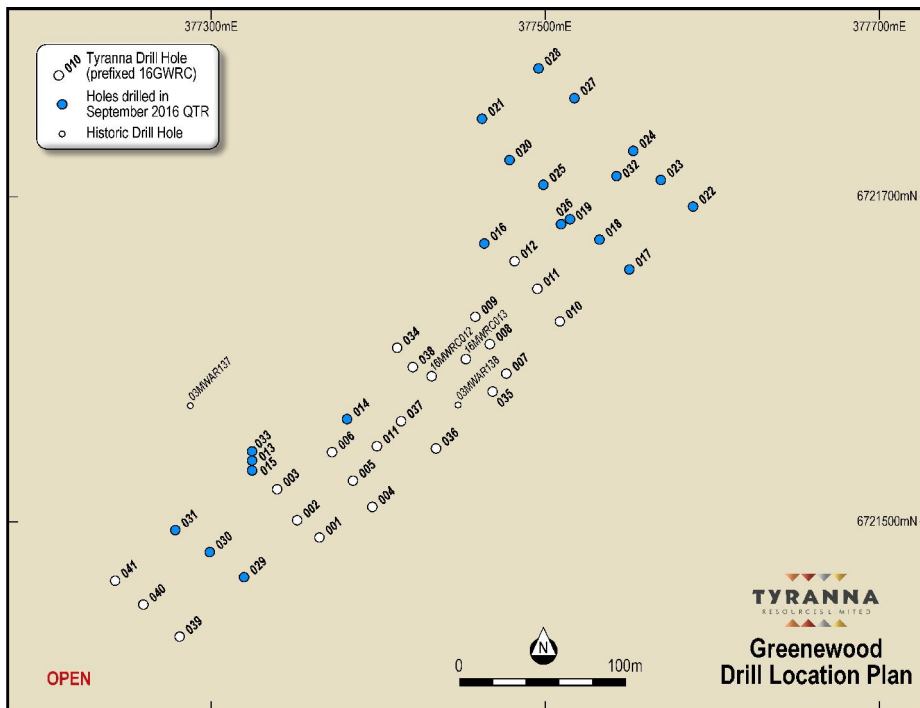 377300mE
377500mE
377700mE
010
Tyranna Drill Hole
(prefixed 16GWRC)
Holes drilled in
September 2016 QTR
Historic Drill Hole
028
027
021
024
020
032
023
025
022
6721700mN
026
019
018
016
012
017
011
009
010
16MWRC013
008
034
16MWRC012
038
007
03MWAR137
03MWAR138
035
014
037
033
006
011
036
013
015
003
005
004
002
031
001
6721500mN
030
029
041
040
039
TYRANNA
RESOURCES LIMITED
N
Greenewood
Drill Location Plan
0
100m
OPEN